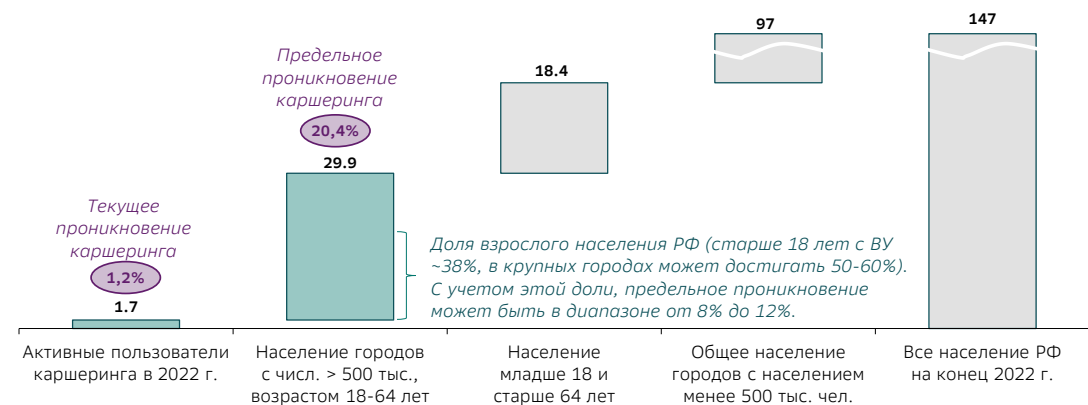 97
147
Предельное
проникновение
каршеринга
18.4
20,4%
29.9
Текущее
проникновение
каршеринга
1,2%
1.7
Доля взрослого населения РФ (старше 18 лет с ВУ
~38%, в крупных городах может достигать 50-60%).
С учетом этой доли, предельное проникновение
может быть в диапазоне от 8% до 12%.
Активные пользователи
каршеринга в 2022 г.
Население городов
с числ. > 500 тыс.,
возрастом 18-64 лет
Население
младше 18 и
старше 64 лет
Общее население
городов с населением
менее 500 тыс. чел.
Все население РФ
на конец 2022 г.